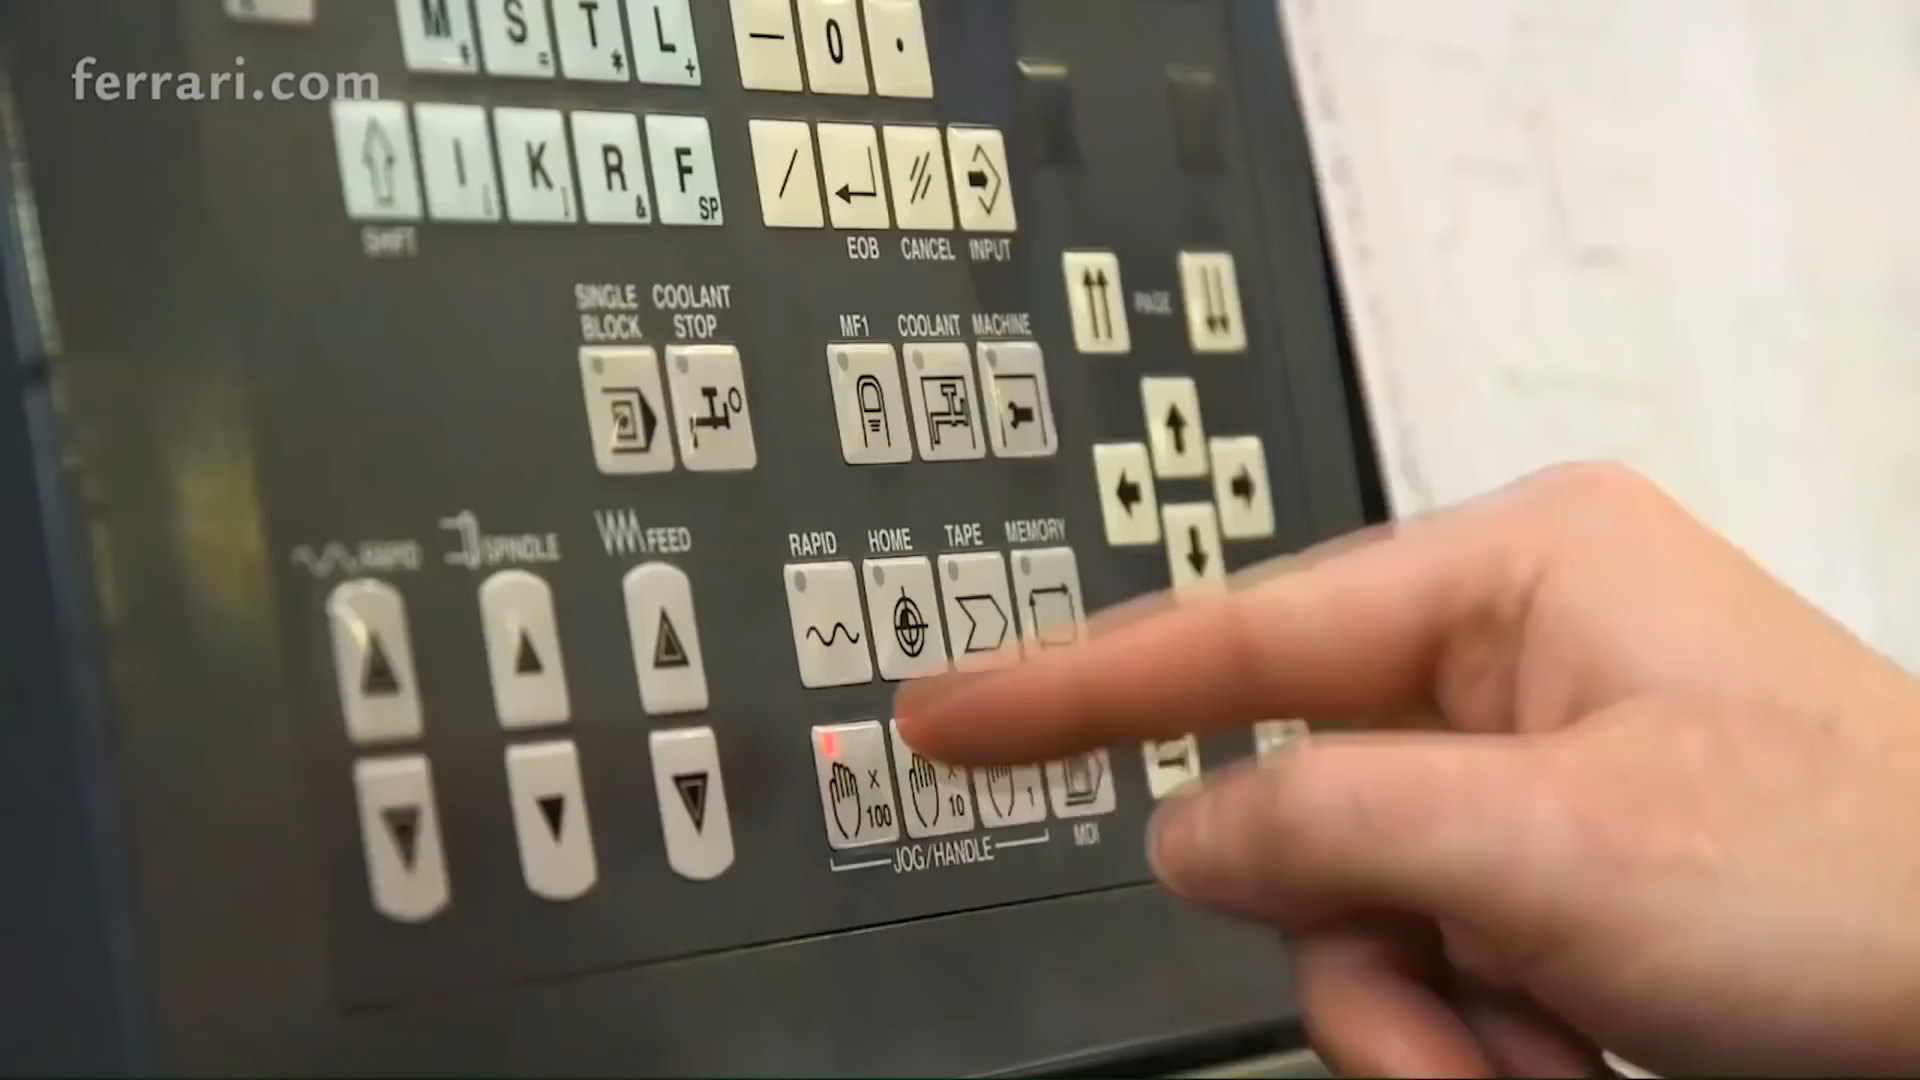 ferrari.com
M S T * L +
— 0 •
I K R & F SP
/
SHIFT
EOB CANCEL INPUT
SINGLE BLOCK
COOLANT STOP
MF1 COOLANT MACHINE
PAGE
RAPID SPINDLE FEED
RAPID HOME TAPE MEMORY
× 100
× 10
1
JOG/HANDLE
MDI